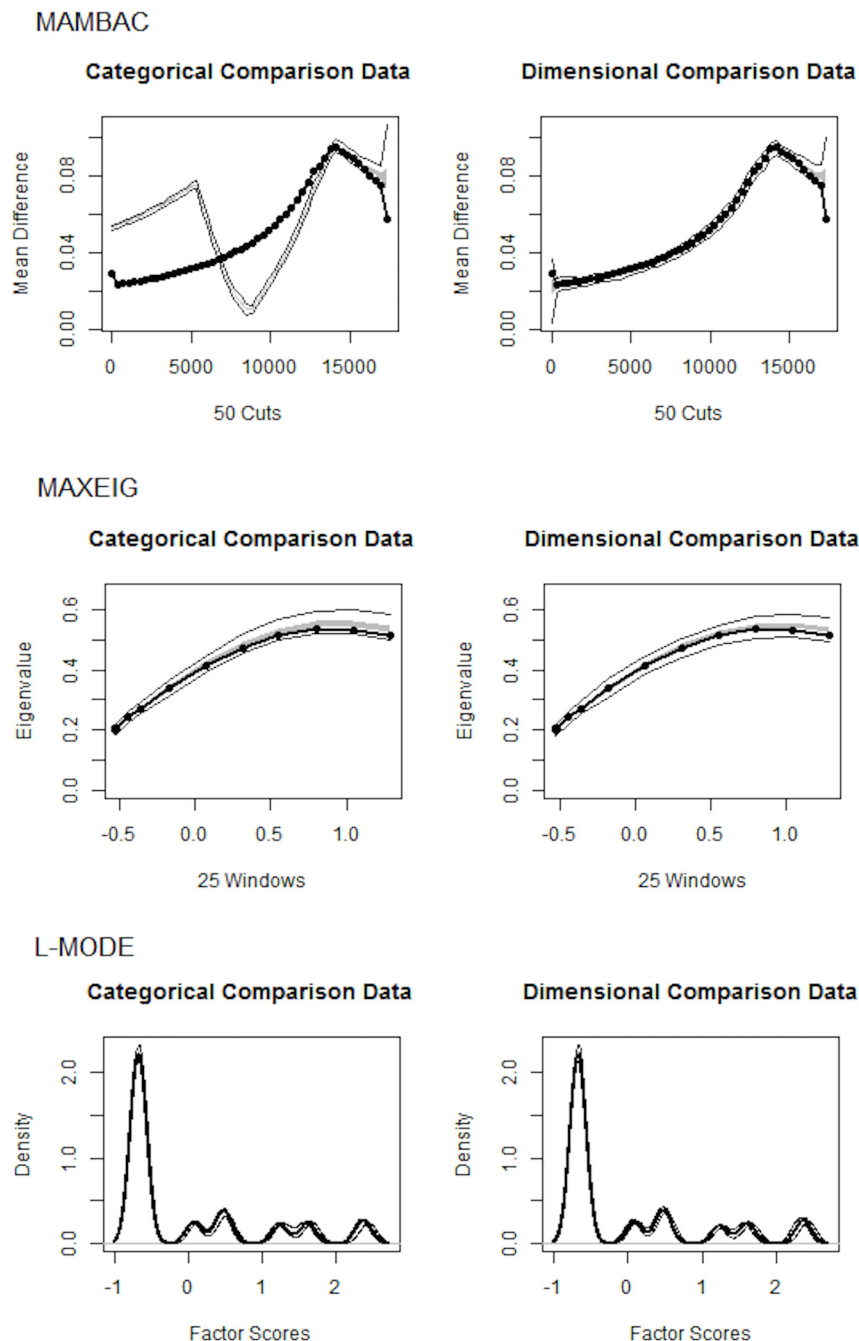 MAMBAC
Categorical Comparison Data
Dimensional Comparison Data
Mean Difference
0.00 0.04 0.08
0 5000 10000 15000
50 Cuts
Mean Difference
0.00 0.04 0.08
0 5000 10000 15000
50 Cuts
MAXEIG
Categorical Comparison Data
Dimensional Comparison Data
Eigenvalue
0.0 0.2 0.4 0.6
-0.5 0.0 0.5 1.0
25 Windows
Eigenvalue
0.0 0.2 0.4 0.6
-0.5 0.0 0.5 1.0
25 Windows
L-MODE
Categorical Comparison Data
Dimensional Comparison Data
Density
0.0 1.0 2.0
-1 0 1 2
Factor Scores
Density
0.0 1.0 2.0
-1 0 1 2
Factor Scores